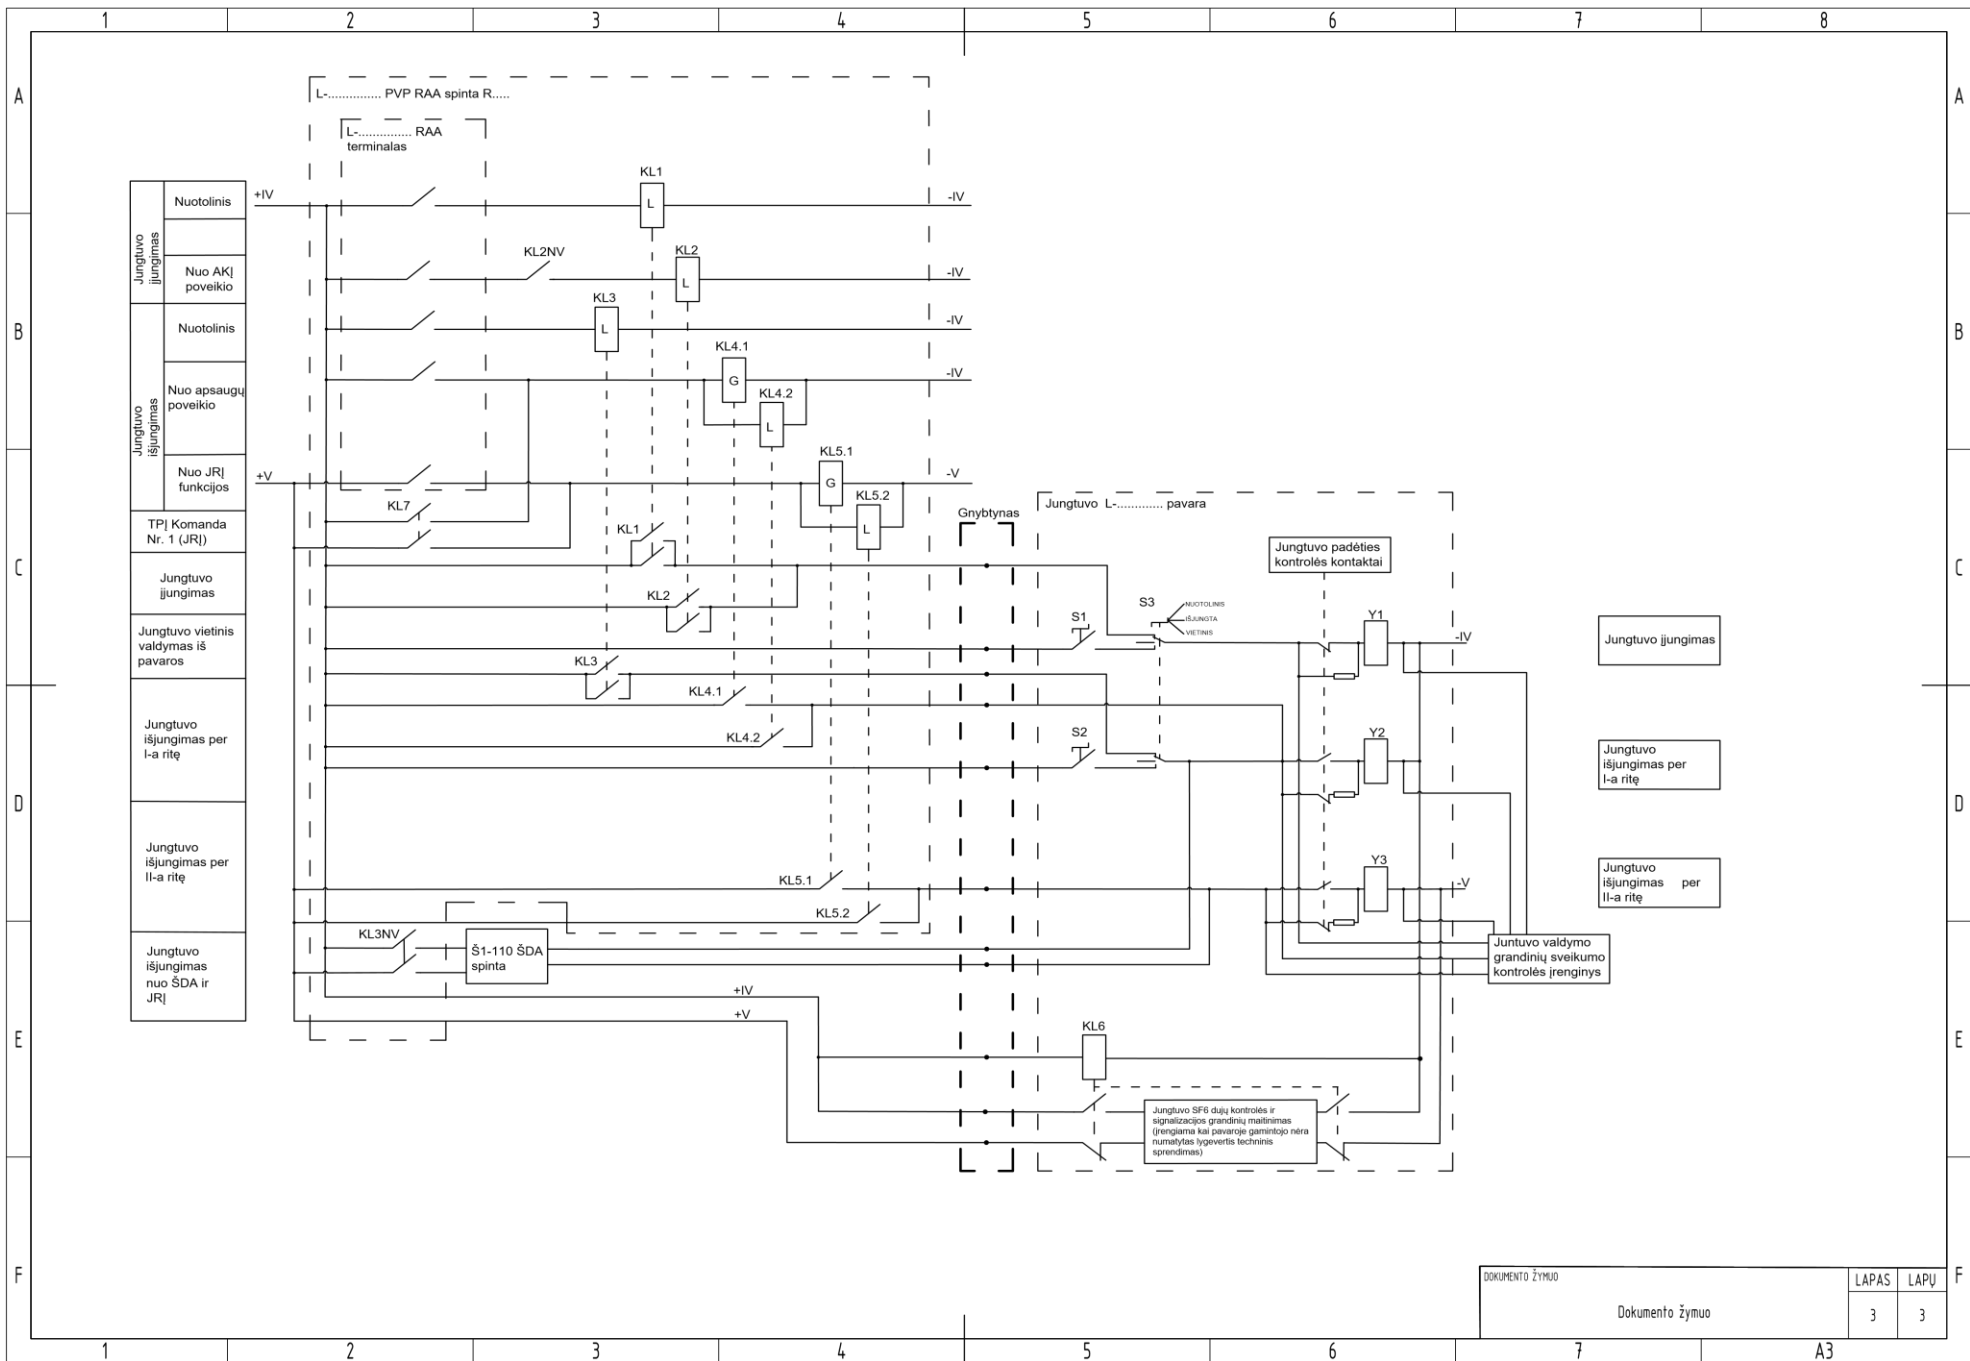 1 2 3 4 5 6 7 8
A A
L-............... PVP RAA spinta R.....
L-............... RAA
terminalas
KL1
Nuotolinis
+IV
L
-IV
Jungtuvo
įjungimas
KL2NV
KL2
Nuo AKĮ
poveikio
L
-IV
KL3
B B
Nuotolinis
L
-IV
KL4.1
Jungtuvo
išjungimas
Nuo apsaugų
poveikio
G
-IV
KL4.2
L
KL5.1
Nuo JRĮ
funkcijos
+V
G
-V
KL5.2
L
KL7
TPĮ Komanda
Nr. 1 (JRĮ)
KL1
Gnybtynas
Jungtuvo L-............. pavara
C C
Jungtuvo padėties
kontrolės kontaktai
Jungtuvo
įjungimas
KL2
S1
S3
NUOTOLINIS
IŠJUNGTA
VIETINIS
Y1
-IV
Jungtuvo įjungimas
Jungtuvo vietinis
valdymas iš
pavaros
KL3
KL4.1
Jungtuvo
išjungimas per
I-a ritę
KL4.2
S2
Y2
Jungtuvo
išjungimas per
I-a ritę
D D
Jungtuvo
išjungimas per
II-a ritę
KL5.1
Y3
-V
Jungtuvo
išjungimas per
II-a ritę
KL5.2
KL3NV
Jungtuvo
išjungimas
nuo ŠDA ir
JRĮ
Š1-110 ŠDA
spinta
Juntuvo valdymo
grandinių sveikumo
kontrolės įrenginys
+IV
+V
E E
KL6
Jungtuvo SF6 dujų kontrolės ir
signalizacijos grandinių maitinimas
(įrengiama kai pavaroje gamintojo nėra
numatytas lygevertis techninis
sprendimas)
F F
DOKUMENTO ŽYMUO
LAPAS LAPŲ
Dokumento žymuo
3 3
1 2 3 4 5 6 7 A3